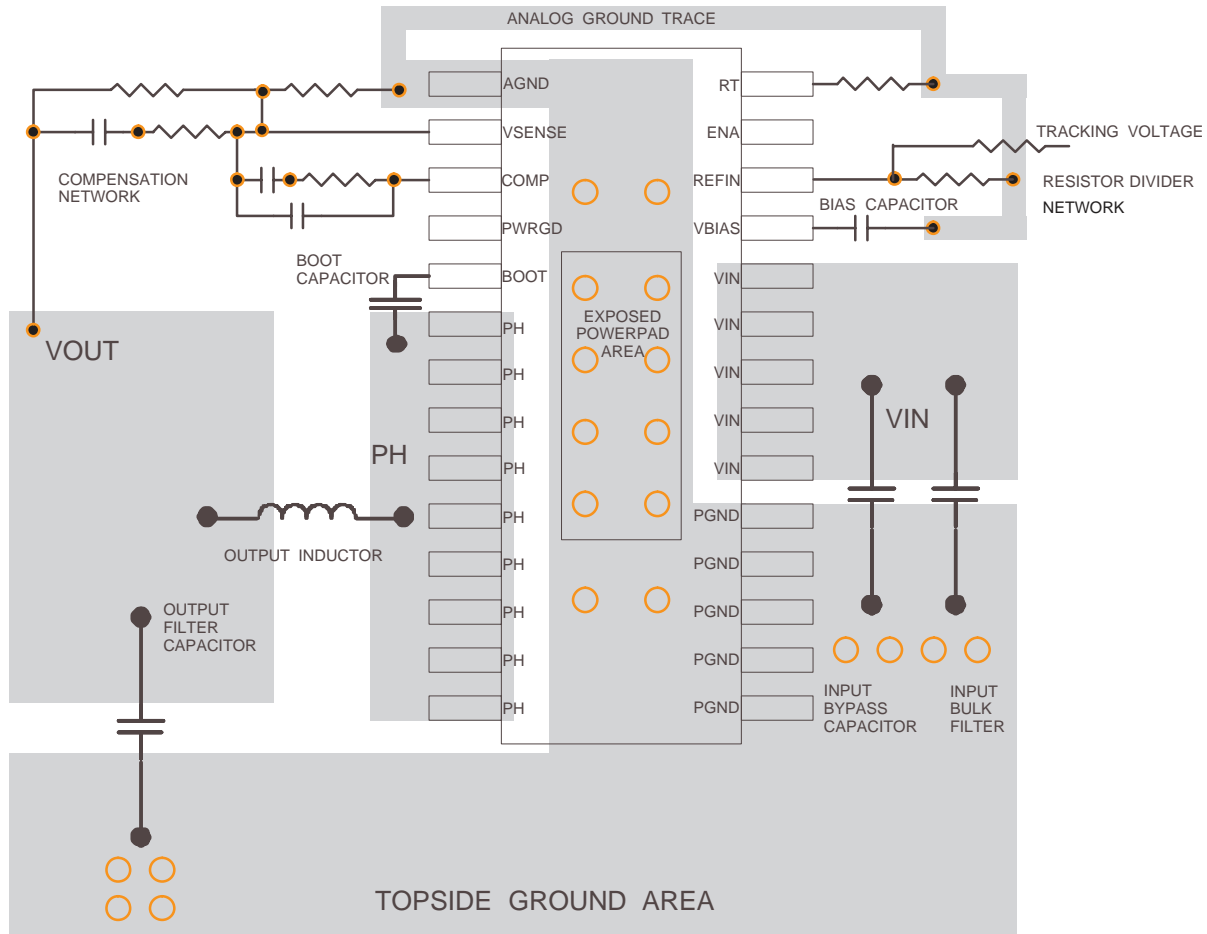 ANALOG GROUND TRACE
AGND
RT
VSENSE
ENA
TRACKING VOLTAGE
COMPENSATION
NETWORK
COMP
REFIN
RESISTOR DIVIDER
NETWORK
BIAS CAPACITOR
PWRGD
VBIAS
BOOT
CAPACITOR
BOOT
VIN
EXPOSED
POWERPAD
AREA
PH
VIN
VOUT
PH
VIN
PH
VIN
VIN
PH
PH
VIN
PH
PGND
OUTPUT INDUCTOR
PH
PGND
OUTPUT
FILTER
CAPACITOR
PH
PGND
PH
PGND
PH
PGND
INPUT
BYPASS
CAPACITOR
INPUT
BULK
FILTER
TOPSIDE GROUND AREA